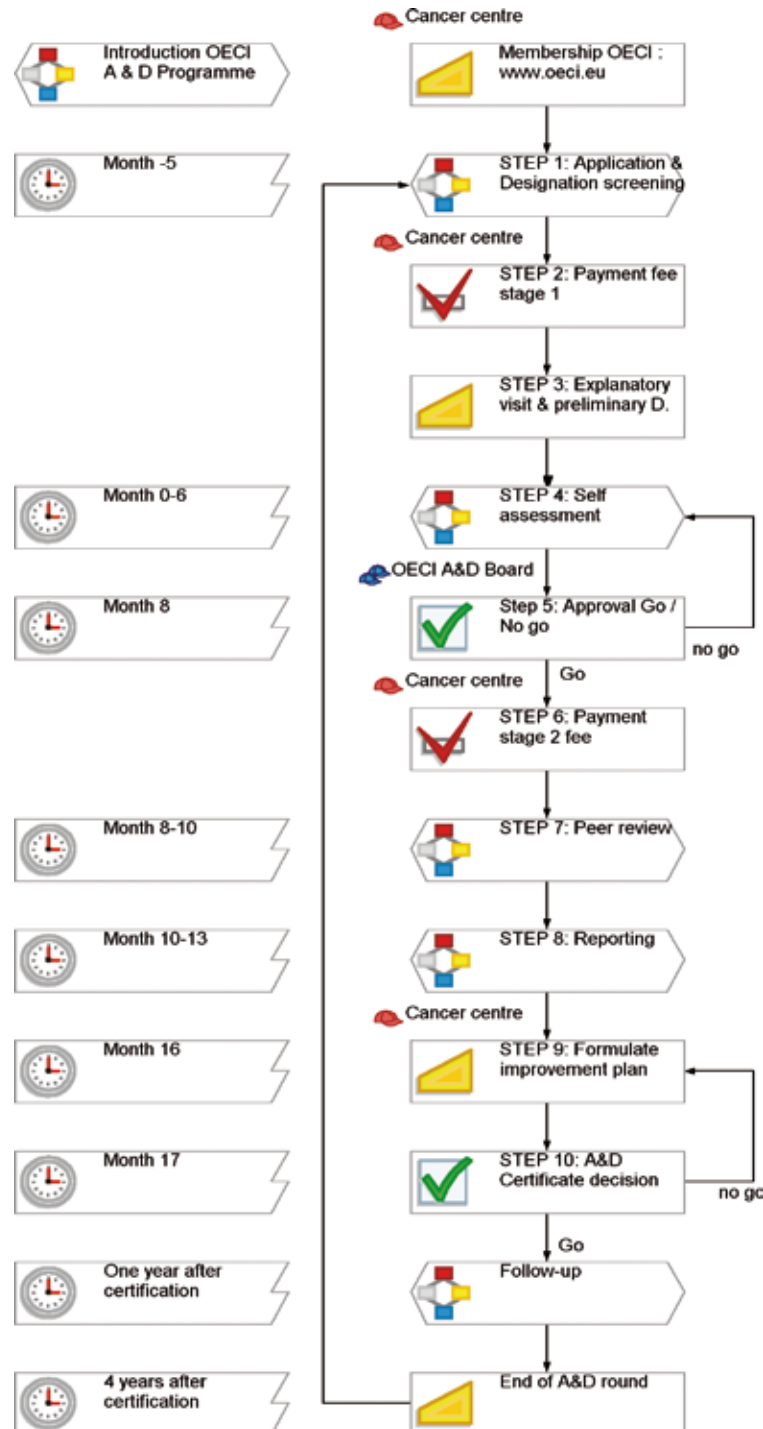 Cancer centre
Introduction OECI
A & D Programme
Membership OECI :
www.oeci.eu
Month -5
STEP 1: Application &
Designation screening
Cancer centre
STEP 2: Payment fee
stage 1
STEP 3: Explanatory
visit & preliminary D.
Month 0-6
STEP 4: Self
assessment
OECI A&D Board
Month 8
Step 5: Approval Go /
No go
no go
Go
Cancer centre
STEP 6: Payment
stage 2 fee
Month 8-10
STEP 7: Peer review
Month 10-13
STEP 8: Reporting
Cancer centre
Month 16
STEP 9: Formulate
improvement plan
Month 17
STEP 10: A&D
Certificate decision
no go
Go
One year after
certification
Follow-up
4 years after
certification
End of A&D round